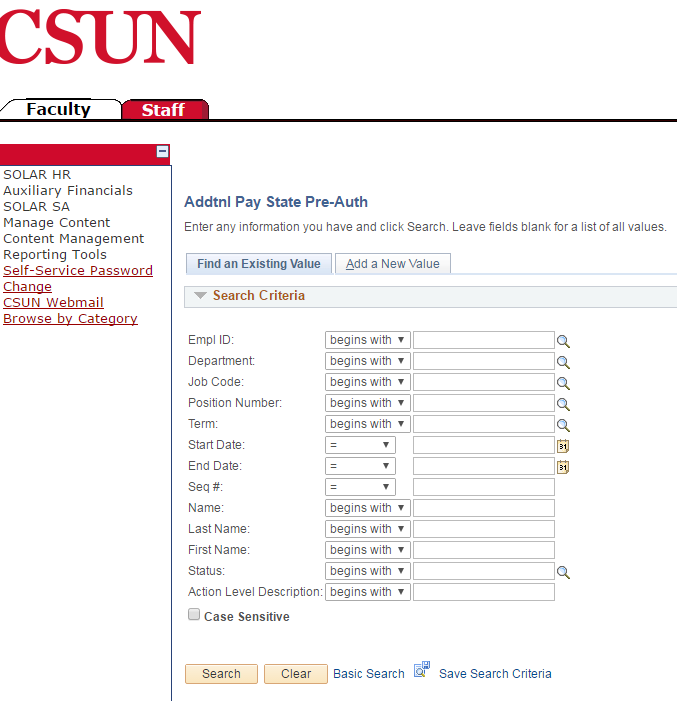 CSUN
Faculty Staff
SOLAR HR
Auxiliary Financials
SOLAR SA
Manage Content
Content Management
Reporting Tools
Self-Service Password
Change
CSUN Webmail
Browse by Category
Addtnl Pay State Pre-Auth
Enter any information you have and click Search. Leave fields blank for a list of all values.
Find an Existing Value Add a New Value
Search Criteria
Empl ID: begins with
Department: begins with
Job Code: begins with
Position Number: begins with
Term: begins with
Start Date: = 31
End Date: = 31
Seq #: =
Name: begins with
Last Name: begins with
First Name: begins with
Status: begins with
Action Level Description: begins with
Case Sensitive
Search Clear Basic Search Save Search Criteria